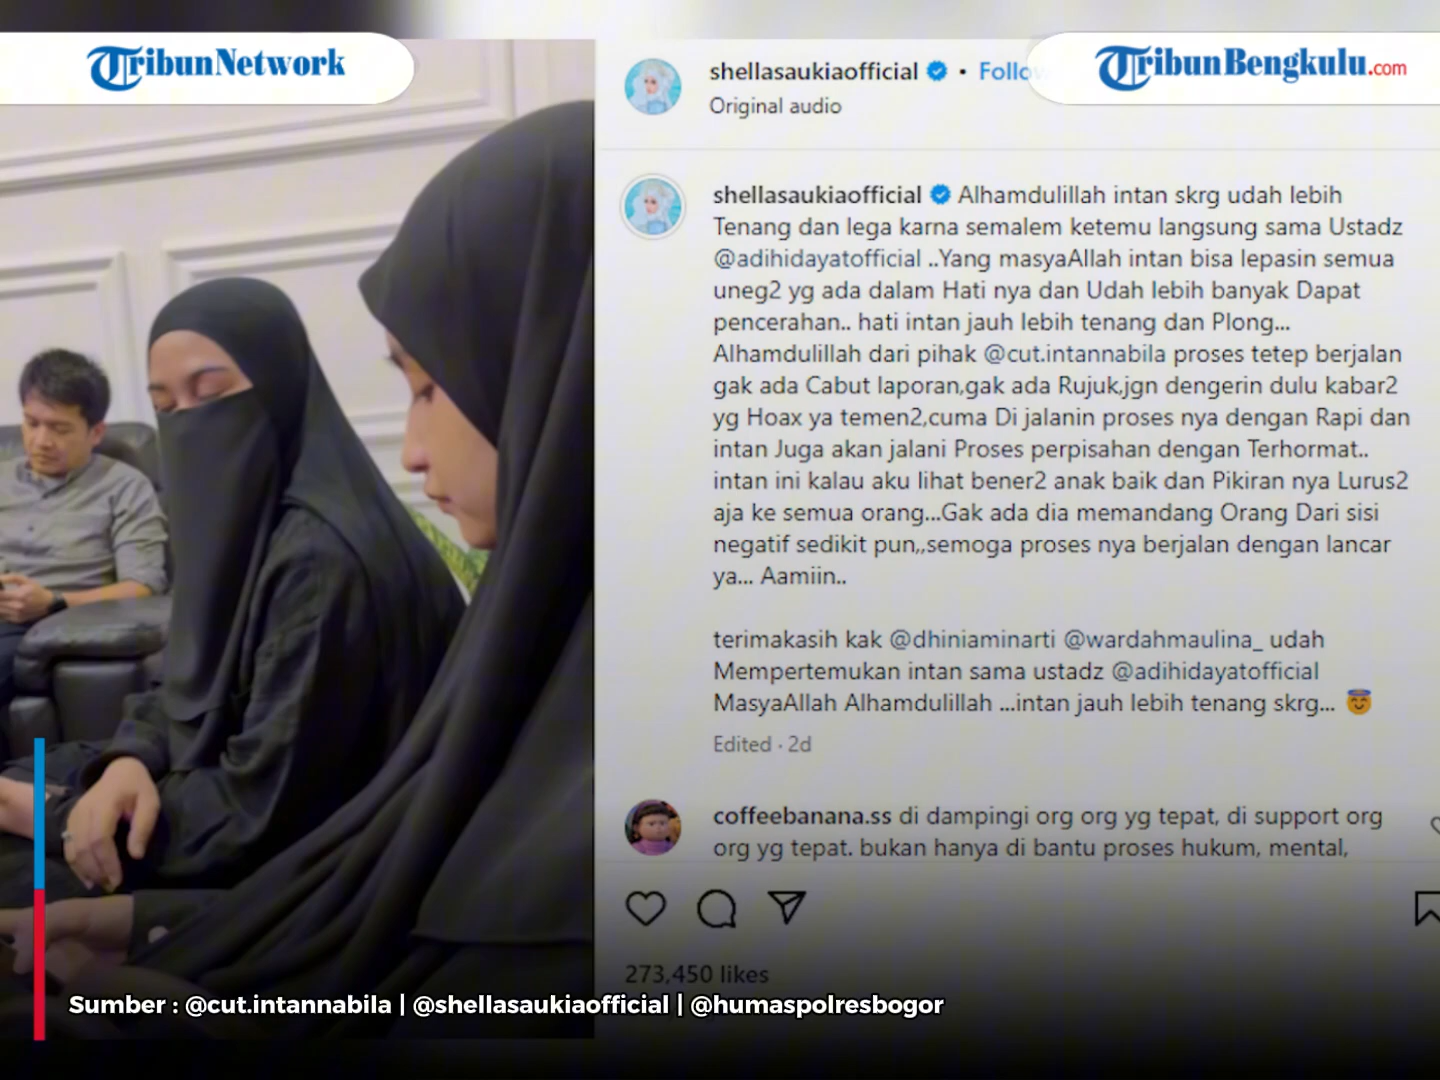 TribunNetwork
TribunBengkulu.com
shellasaukiaofficial • Follow
Original audio
shellasaukiaofficial Alhamdulillah intan skrg udah lebih
Tenang dan lega karna semalem ketemu langsung sama Ustadz
@adihidayatofficial ..Yang masyaAllah intan bisa lepasin semua
uneg2 yg ada dalam Hati nya dan Udah lebih banyak Dapat
pencerahan.. hati intan jauh lebih tenang dan Plong...
Alhamdulillah dari pihak @cut.intannabila proses tetep berjalan
gak ada Cabut laporan,gak ada Rujuk,jgn dengerin dulu kabar2
yg Hoax ya temen2,cuma Di jalanin proses nya dengan Rapi dan
intan Juga akan jalani Proses perpisahan dengan Terhormat..
intan ini kalau aku lihat bener2 anak baik dan Pikiran nya Lurus2
aja ke semua orang...Gak ada dia memandang Orang Dari sisi
negatif sedikit pun,,semoga proses nya berjalan dengan lancar
ya... Aamiin..
terimakasih kak @dhiniaminarti @wardahmaulina_ udah
Mempertemukan intan sama ustadz @adihidayatofficial
MasyaAllah Alhamdulillah ...intan jauh lebih tenang skrg... 😇
Edited · 2d
coffeebanana.ss di dampingi org org yg tepat, di support org
org yg tepat. bukan hanya di bantu proses hukum, mental,
273,450 likes
Sumber : @cut.intannabila | @shellasaukiaofficial | @humaspolresbogor